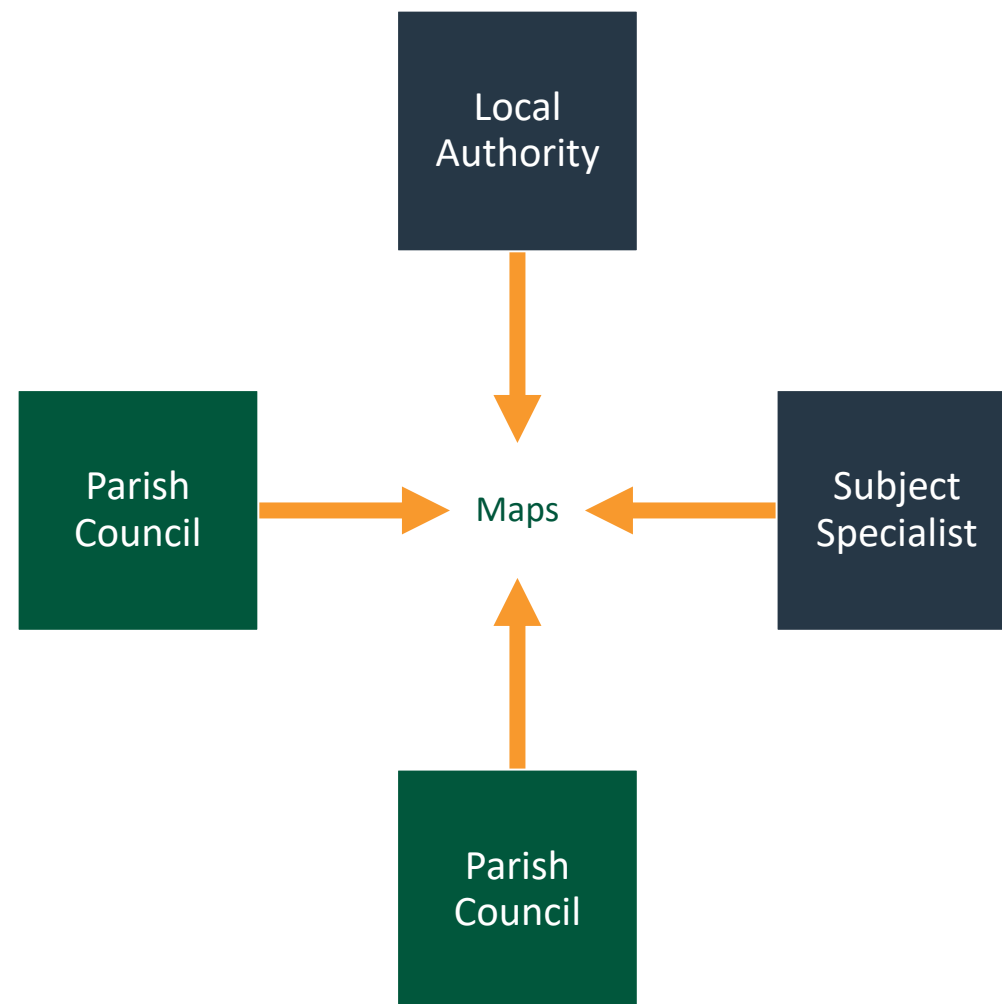 Local
Authority
Parish
Council
Maps
Subject
Specialist
Parish
Council